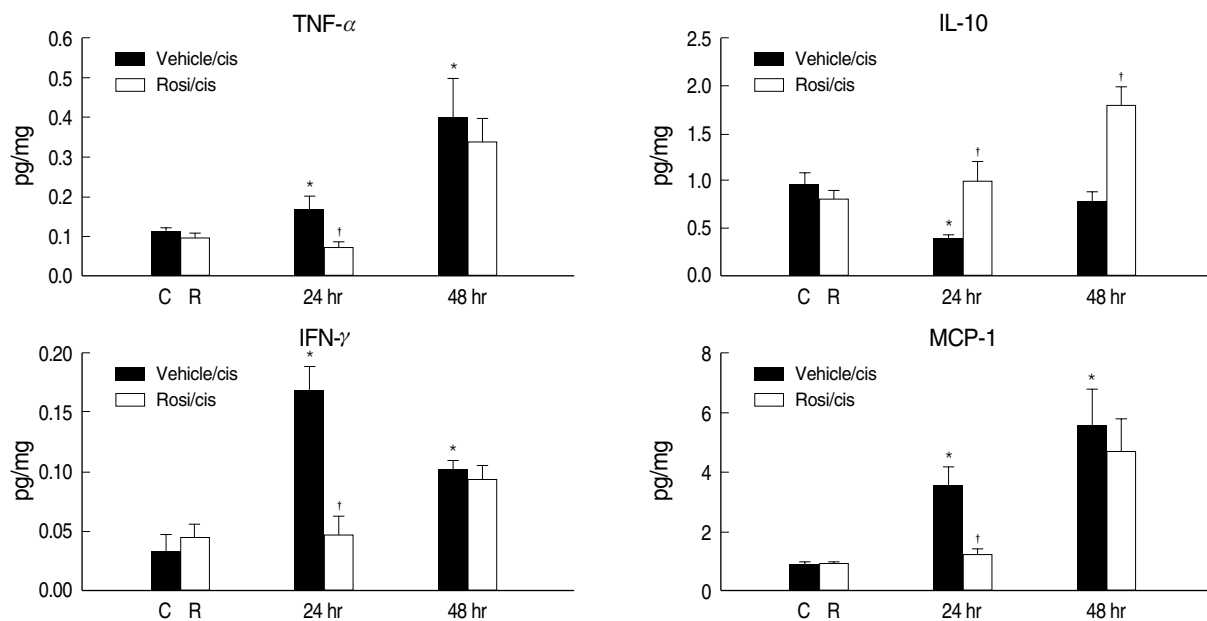 TNF-α
0.6
0.5
0.4
0.3
0.2
0.1
0.0
pg/mg
Vehicle/cis
Rosi/cis
*
†
*
C R 24 hr 48 hr
IL-10
2.5
2.0
1.5
1.0
0.5
0.0
pg/mg
Vehicle/cis
Rosi/cis
*
†
†
C R 24 hr 48 hr
IFN-γ
0.20
0.15
0.10
0.05
0.00
pg/mg
Vehicle/cis
Rosi/cis
*
†
*
C R 24 hr 48 hr
MCP-1
8
6
4
2
0
pg/mg
Vehicle/cis
Rosi/cis
*
†
*
C R 24 hr 48 hr